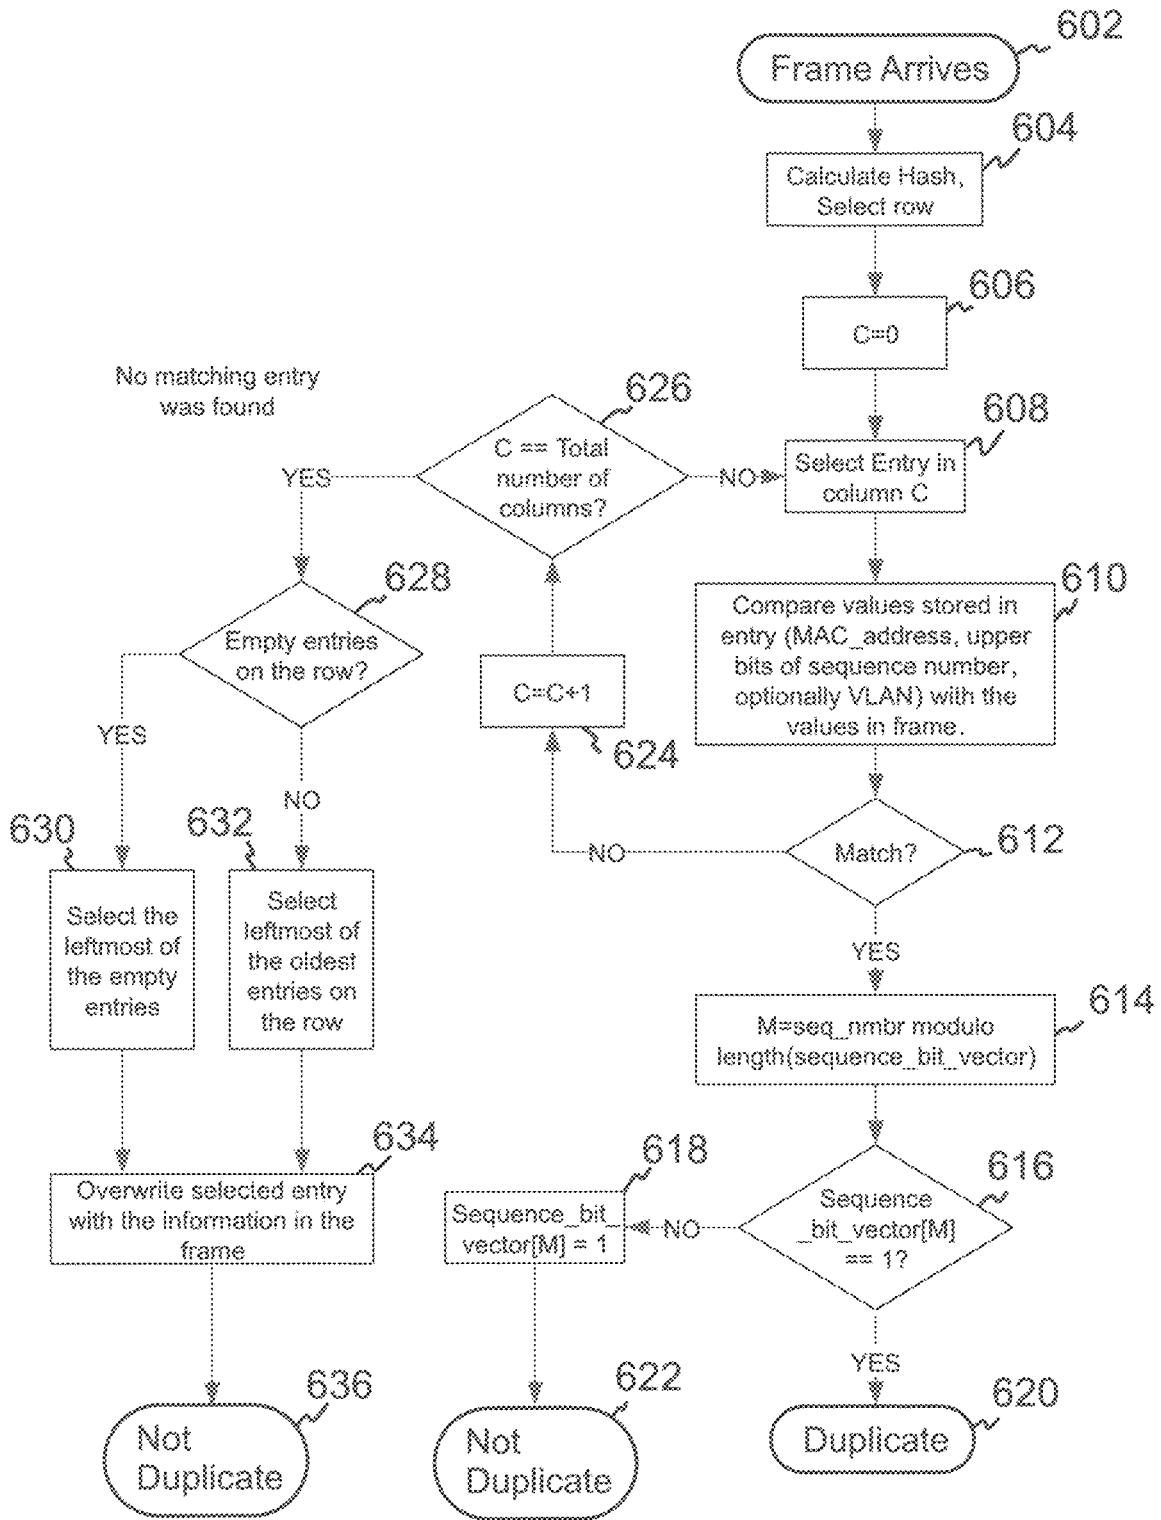 602
Frame Arrives
604
Calculate Hash,
Select row
606
C=0
No matching entry
was found
626
C == Total
number of
columns?
YES
NO
608
Select Entry in
column C
628
Empty entries
on the row?
YES
NO
C=C+1
624
610
Compare values stored in
entry (MAC_address, upper
bits of sequence number,
optionally VLAN) with the
values in frame.
612
Match?
NO
YES
630
Select the
leftmost of
the empty
entries
632
Select
leftmost of
the oldest
entries on
the row
614
M=seq_nmbr modulo
length(sequence_bit_vector)
634
Overwrite selected entry
with the information in the
frame
618
Sequence_bit_
vector[M] = 1
NO
616
Sequence
_bit_vector[M]
== 1?
YES
636
Not
Duplicate
622
Not
Duplicate
620
Duplicate